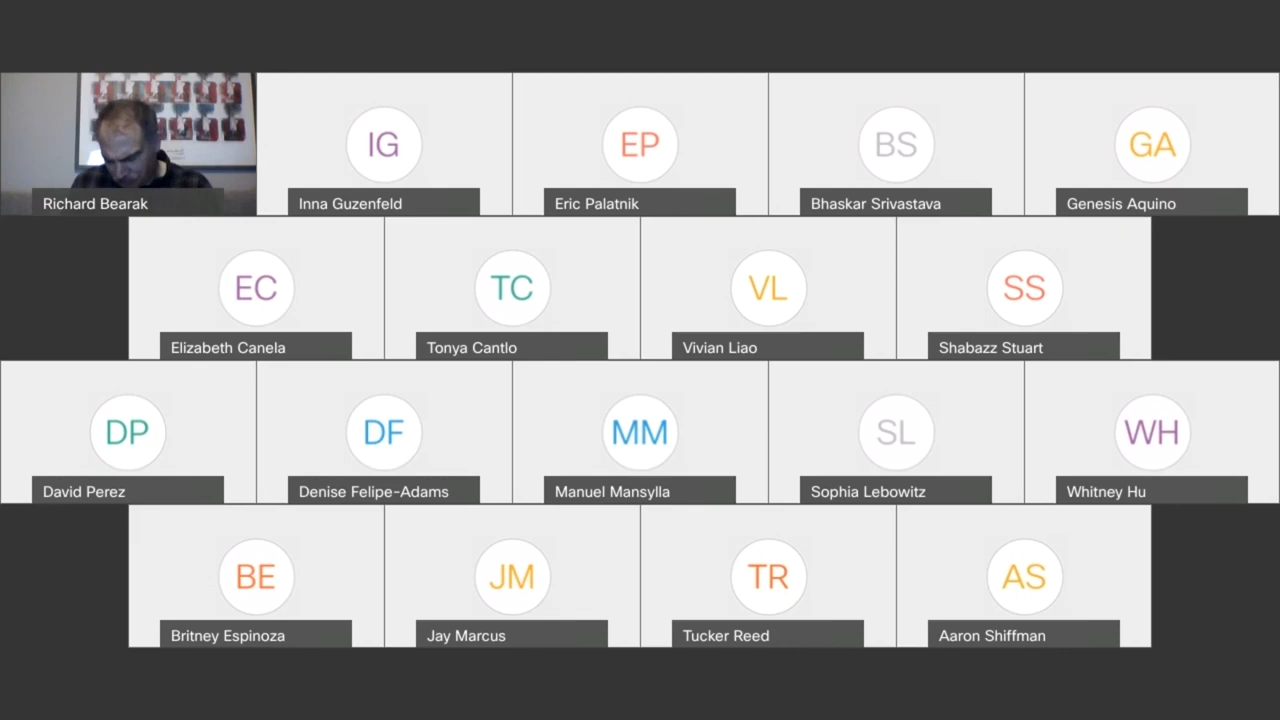 Richard Bearak
IG
Inna Guzenfeld
EP
Eric Palatnik
BS
Bhaskar Srivastava
GA
Genesis Aquino
EC
Elizabeth Canela
TC
Tonya Cantlo
VL
Vivian Liao
SS
Shabazz Stuart
DP
David Perez
DF
Denise Felipe-Adams
MM
Manuel Mansylla
SL
Sophia Lebowitz
WH
Whitney Hu
BE
Britney Espinoza
JM
Jay Marcus
TR
Tucker Reed
AS
Aaron Shiffman